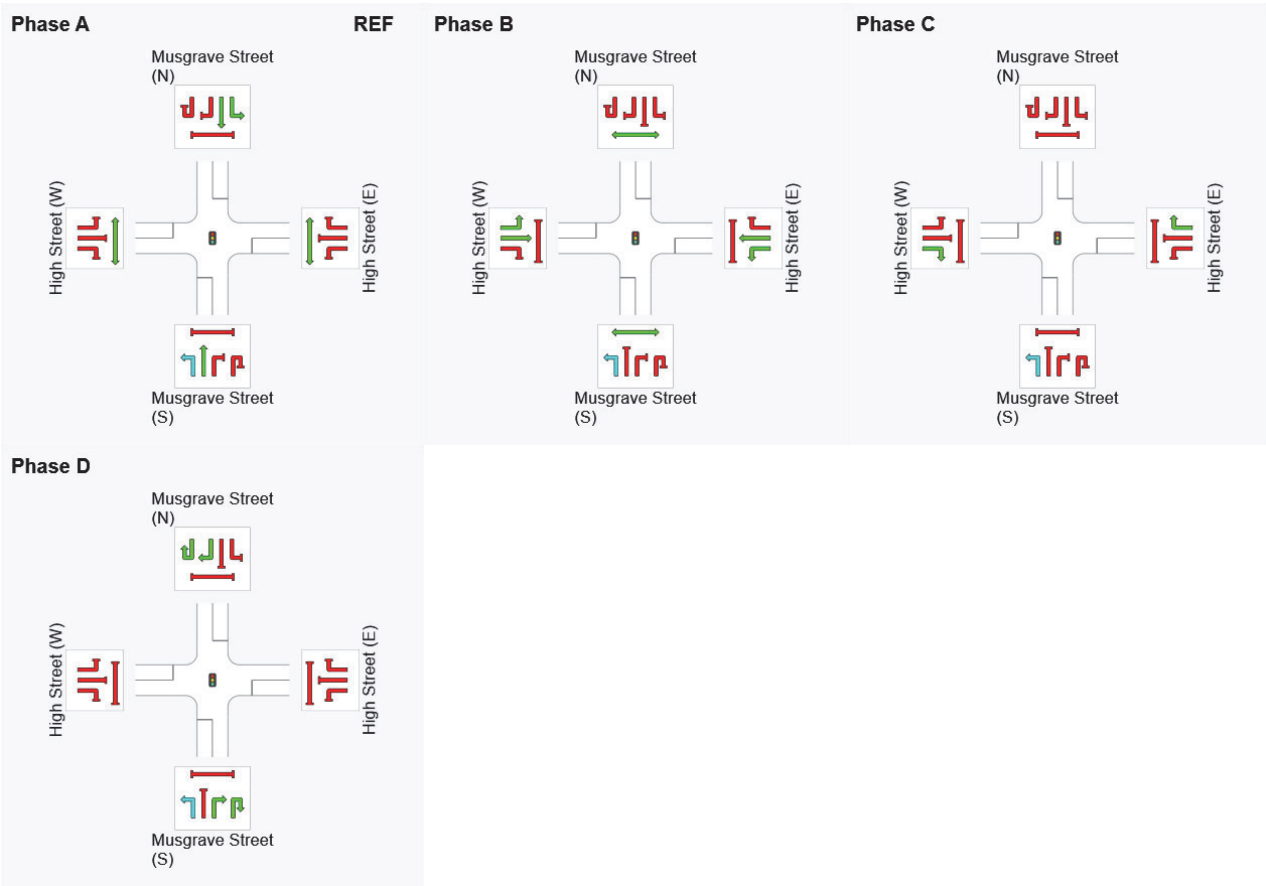 Phase A
REF
Musgrave Street
(N)
High Street (W)
High Street (E)
Musgrave Street
(S)
Phase B
Musgrave Street
(N)
High Street (W)
High Street (E)
Musgrave Street
(S)
Phase C
Musgrave Street
(N)
High Street (W)
High Street (E)
Musgrave Street
(S)
Phase D
Musgrave Street
(N)
High Street (W)
High Street (E)
Musgrave Street
(S)